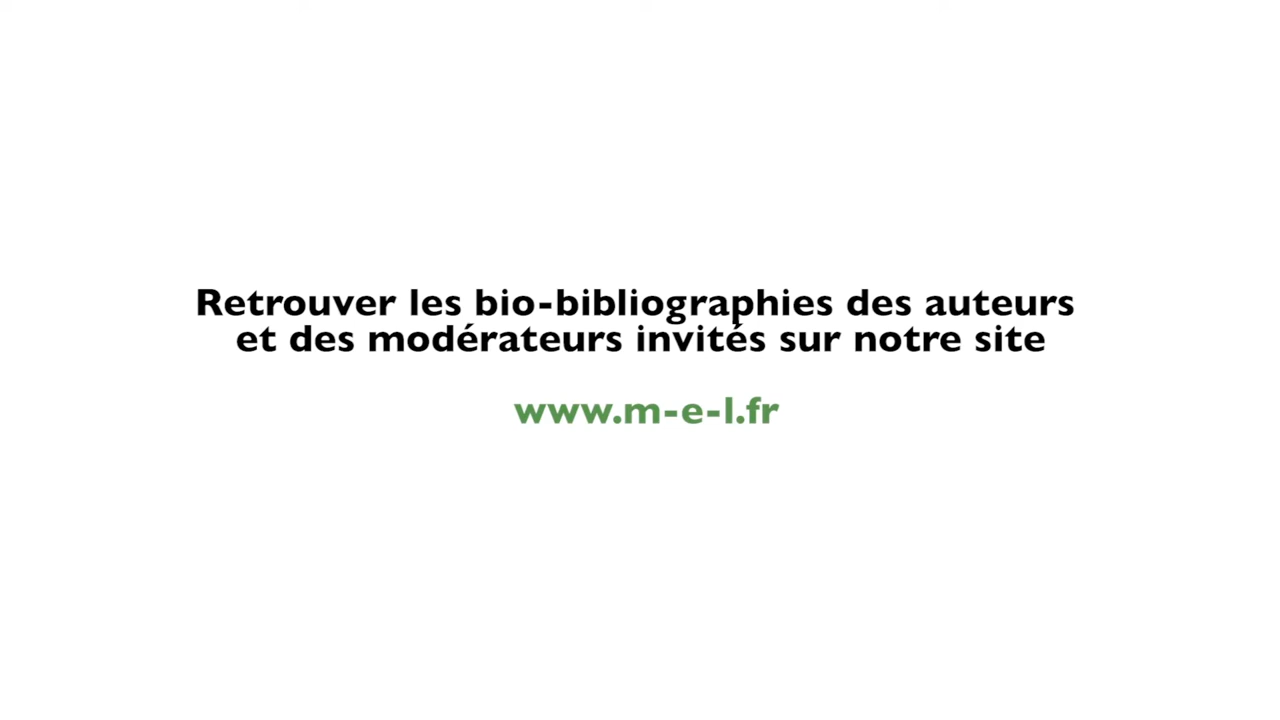 Retrouver les bio-bibliographies des auteurs
et des modérateurs invités sur notre site
www.m-e-l.fr